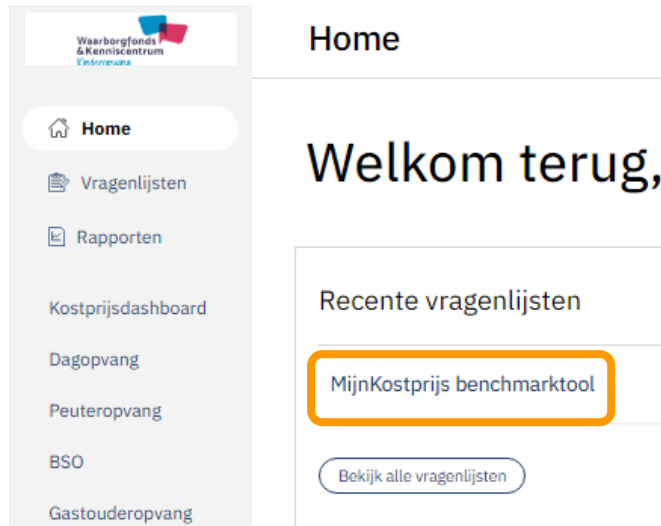 Waarborgfonds
& Kenniscentrum
Kinderopvang
Home
Vragenlijsten
Rapporten
Kostprijsdashboard
Dagopvang
Peuteropvang
BSO
Gastouderopvang
Home
Welkom terug,
Recente vragenlijsten
MijnKostprijs benchmarktool
Bekijk alle vragenlijsten